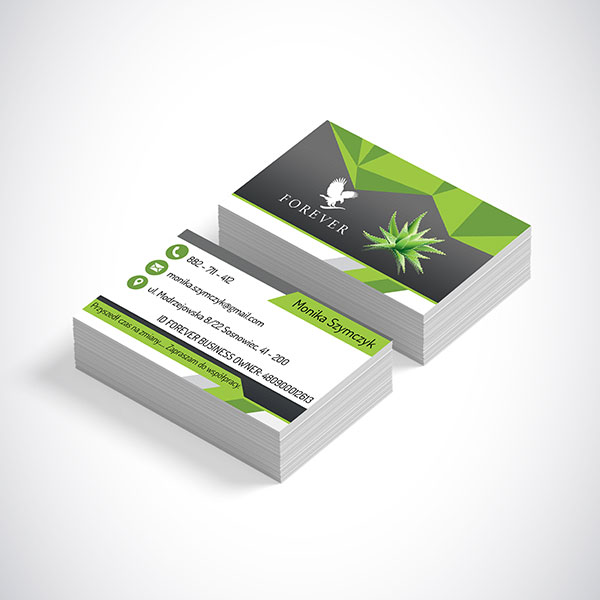 FOREVER
Monika Szymczyk
882 - 711 - 412
monika.szymczyk@gmail.com
ul. Modrzejowska 8/22 Sosnowiec 41 - 200
ID FOREVER BUSINESS OWNER: 480900012613
Przyszedł czas na zmiany... Zapraszam do współpracy.